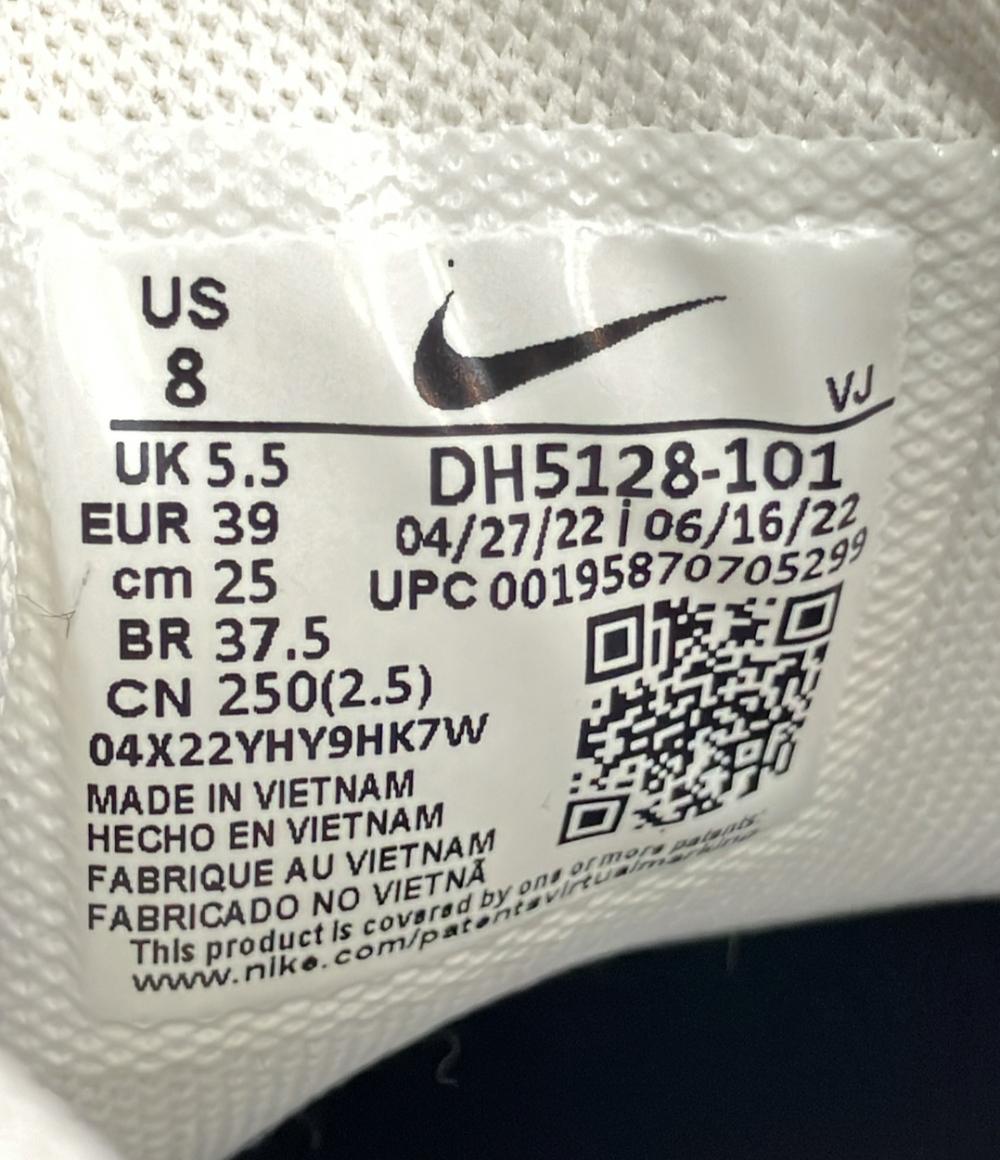 US
8
VJ
UK 5.5
EUR 39
cm 25
BR 37.5
CN 250(2.5)
DH5128-101
04/27/22 | 06/16/22
UPC 00195870705299
04X22YHY9HK7W
MADE IN VIETNAM
HECHO EN VIETNAM
FABRIQUE AU VIETNAM
FABRICADO NO VIETNÃ
This product is covered by one or more patents:
www.nike.com/patentsvirtualmarking